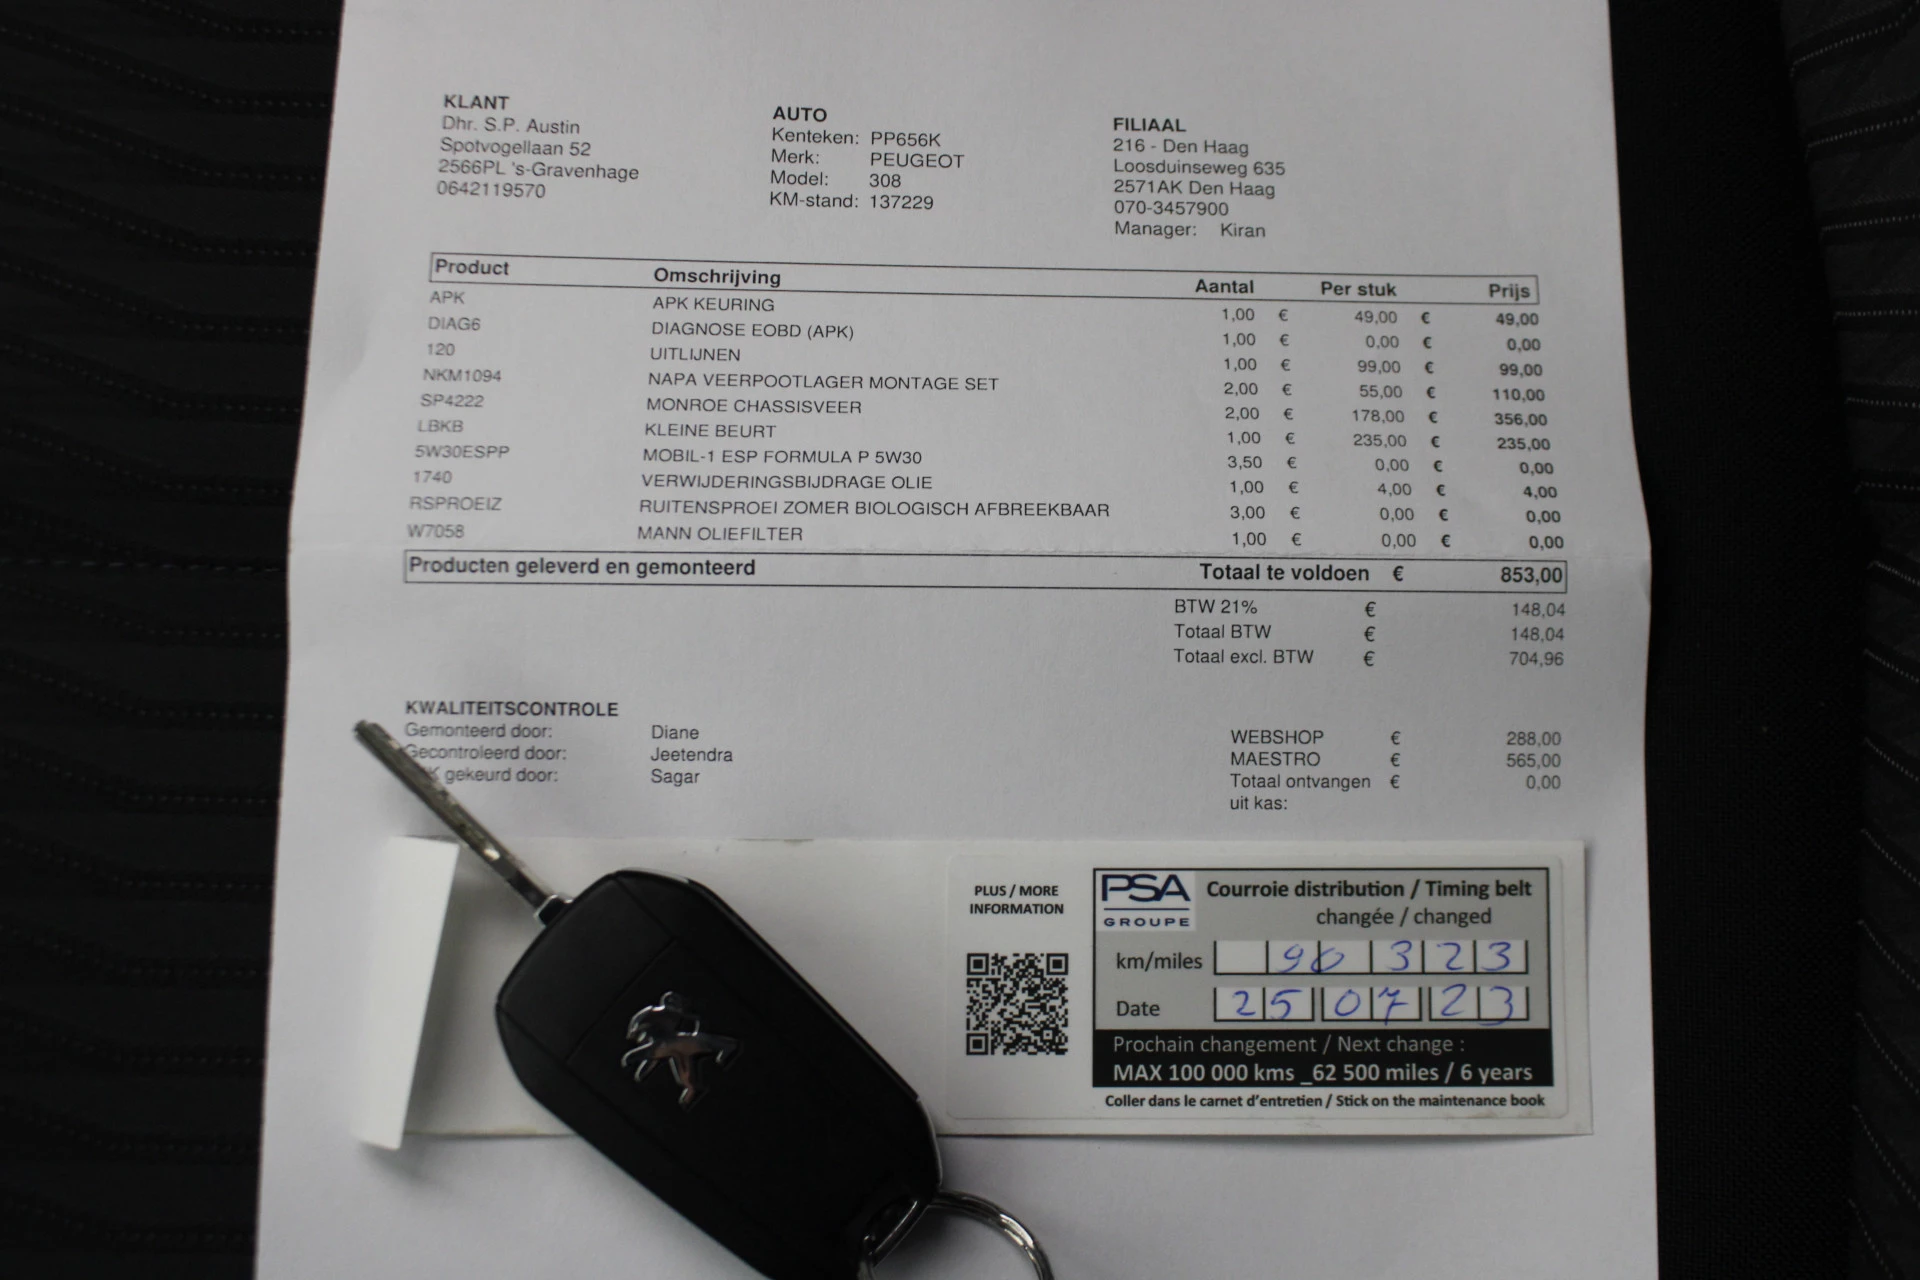 KLANT
Dhr. S.P. Austin
Spotvogellaan 52
2566PL 's-Gravenhage
0642119570
AUTO
Kenteken: PP656K
Merk: PEUGEOT
Model: 308
KM-stand: 137229
FILIAAL
216 - Den Haag
Loosduinseweg 635
2571AK Den Haag
070-3457900
Manager: Kiran
Product Omschrijving Aantal Per stuk Prijs
APK APK KEURING 1,00 € 49,00 € 49,00
DIAG6 DIAGNOSE EOBD (APK) 1,00 € 0,00 € 0,00
120 UITLIJNEN 1,00 € 99,00 € 99,00
NKM1094 NAPA VEERPOOTLAGER MONTAGE SET 2,00 € 55,00 € 110,00
SP4222 MONROE CHASSISVEER 2,00 € 178,00 € 356,00
LBKB KLEINE BEURT 1,00 € 235,00 € 235,00
5W30ESPP MOBIL-1 ESP FORMULA P 5W30 3,50 € 0,00 € 0,00
1740 VERWIJDERINGSBIJDRAGE OLIE 1,00 € 4,00 € 4,00
RSPROEIZ RUITENSPROEI ZOMER BIOLOGISCH AFBREEKBAAR 3,00 € 0,00 € 0,00
W7058 MANN OLIEFILTER 1,00 € 0,00 € 0,00
Producten geleverd en gemonteerd Totaal te voldoen € 853,00
BTW 21% € 148,04
Totaal BTW € 148,04
Totaal excl. BTW € 704,96
KWALITEITSCONTROLE
Gemonteerd door: Diane
Gecontroleerd door: Jeetendra
gekeurd door: Sagar
WEBSHOP € 288,00
MAESTRO € 565,00
Totaal ontvangen € 0,00
uit kas:
PLUS / MORE
INFORMATION
PSA
GROUPE
Courroie distribution / Timing belt
changée / changed
km/miles 90 323
Date 25 07 23
Prochain changement / Next change :
MAX 100 000 kms _62 500 miles / 6 years
Coller dans le carnet d'entretien / Stick on the maintenance book